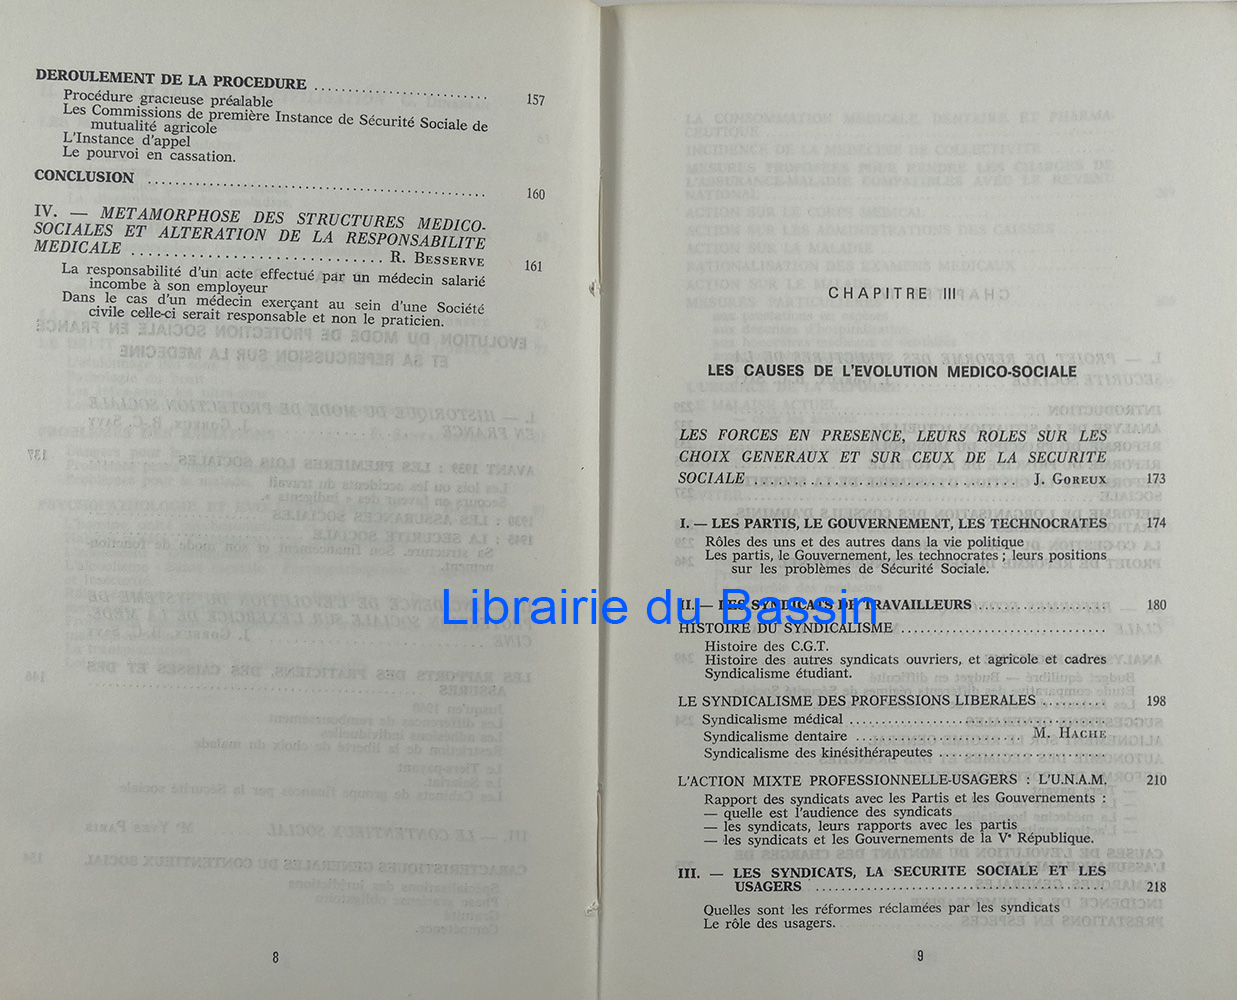 DEROULEMENT DE LA PROCEDURE .......................... 157
Procédure gracieuse préalable
Les Commissions de première Instance de Sécurité Sociale de
mutualité agricole
L'Instance d'appel
Le pourvoi en cassation.
CONCLUSION .................................................. 160
IV. — METAMORPHOSE DES STRUCTURES MEDICO-
SOCIALES ET ALTERATION DE LA RESPONSABILITE
MEDICALE .............................. R. BESSERVE 161
La responsabilité d'un acte effectué par un médecin salarié
incombe à son employeur
Dans le cas d'un médecin exerçant au sein d'une Société
civile celle-ci serait responsable et non le praticien.
8
CHAPITRE III
LES CAUSES DE L'EVOLUTION MEDICO-SOCIALE
LES FORCES EN PRESENCE, LEURS ROLES SUR LES
CHOIX GENERAUX ET SUR CEUX DE LA SECURITE
SOCIALE .................................. J. GOREUX 173
I. — LES PARTIS, LE GOUVERNEMENT, LES TECHNOCRATES 174
Rôles des uns et des autres dans la vie politique
Les partis, le Gouvernement, les technocrates ; leurs positions
sur les problèmes de Sécurité Sociale.
II. — LES SYNDICATS DE TRAVAILLEURS .................. 180
Librairie du Bassin
HISTOIRE DU SYNDICALISME ..............................
Histoire des C.G.T.
Histoire des autres syndicats ouvriers, et agricole et cadres
Syndicalisme étudiant.
LE SYNDICALISME DES PROFESSIONS LIBERALES .......... 198
Syndicalisme médical ......................................
Syndicalisme dentaire ........................ M. HACHE
Syndicalisme des kinésithérapeutes ........................
L'ACTION MIXTE PROFESSIONNELLE-USAGERS : L'U.N.A.M. 210
Rapport des syndicats avec les Partis et les Gouvernements :
— quelle est l'audience des syndicats
— les syndicats, leurs rapports avec les partis
— les syndicats et les Gouvernements de la Vᵉ République.
III. — LES SYNDICATS, LA SECURITE SOCIALE ET LES
USAGERS .......................................... 218
Quelles sont les réformes réclamées par les syndicats
Le rôle des usagers.
9